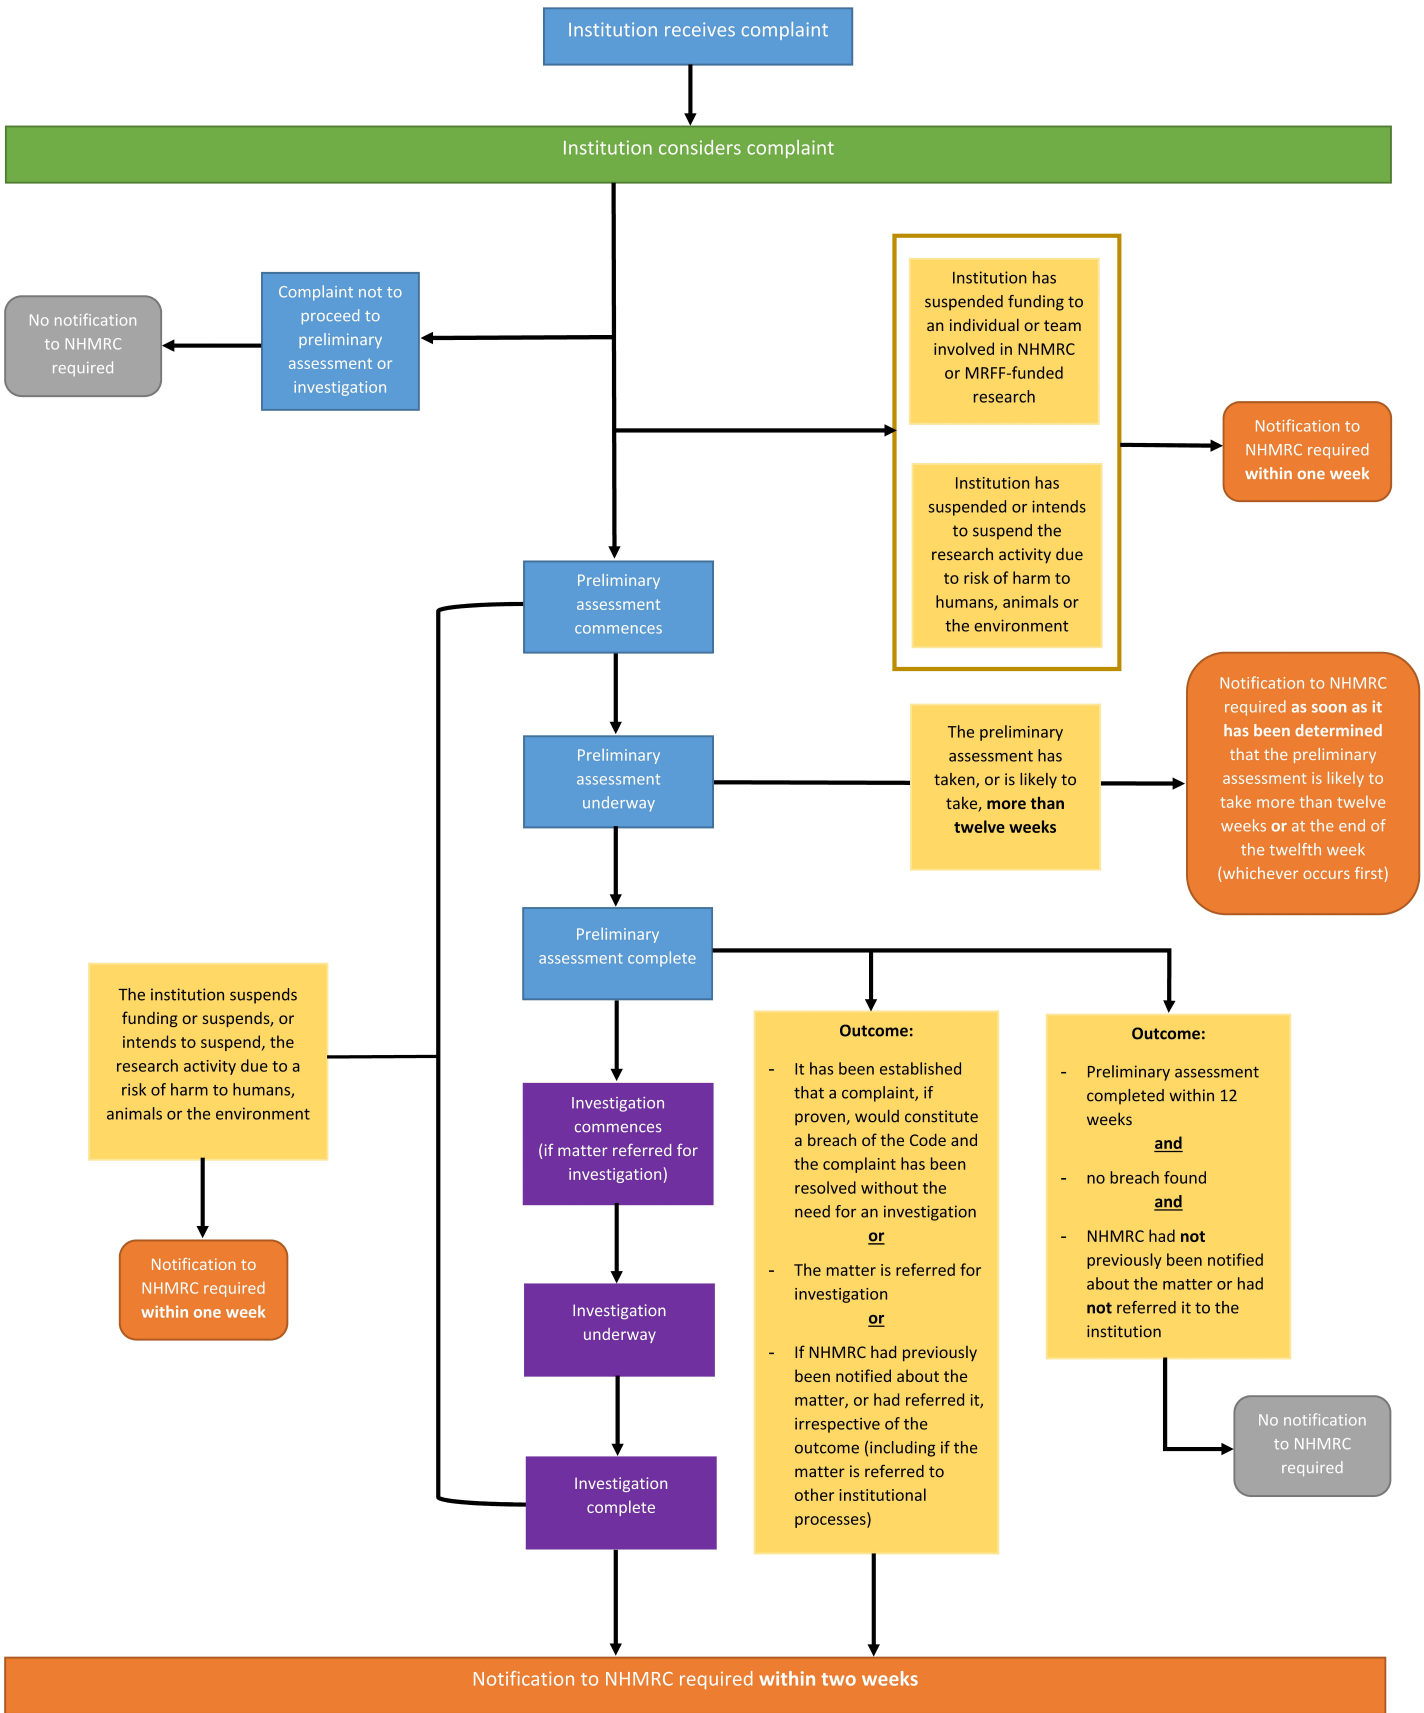 Institution receives complaint
Institution considers complaint
No notification
to NHMRC
required
Complaint not to
proceed to
preliminary
assessment or
investigation
Institution has
suspended funding to
an individual or team
involved in NHMRC
or MRFF-funded
research
Institution has
suspended or intends
to suspend the
research activity due
to risk of harm to
humans, animals or
the environment
Notification to
NHMRC required
within one week
Preliminary
assessment
commences
Preliminary
assessment
underway
The preliminary
assessment has
taken, or is likely to
take, more than
twelve weeks
Notification to NHMRC
required as soon as it
has been determined
that the preliminary
assessment is likely to
take more than twelve
weeks or at the end of
the twelfth week
(whichever occurs first)
Preliminary
assessment complete
The institution suspends
funding or suspends, or
intends to suspend, the
research activity due to a
risk of harm to humans,
animals or the environment
Notification to
NHMRC required
within one week
Investigation
commences
(if matter referred for
investigation)
Investigation
underway
Investigation
complete
Outcome:
- It has been established
that a complaint, if
proven, would constitute
a breach of the Code and
the complaint has been
resolved without the
need for an investigation
or
- The matter is referred for
investigation
or
- If NHMRC had previously
been notified about the
matter, or had referred it,
irrespective of the
outcome (including if the
matter is referred to
other institutional
processes)
Outcome:
- Preliminary assessment
completed within 12
weeks
and
- no breach found
and
- NHMRC had not
previously been notified
about the matter or had
not referred it to the
institution
No notification
to NHMRC
required
Notification to NHMRC required within two weeks